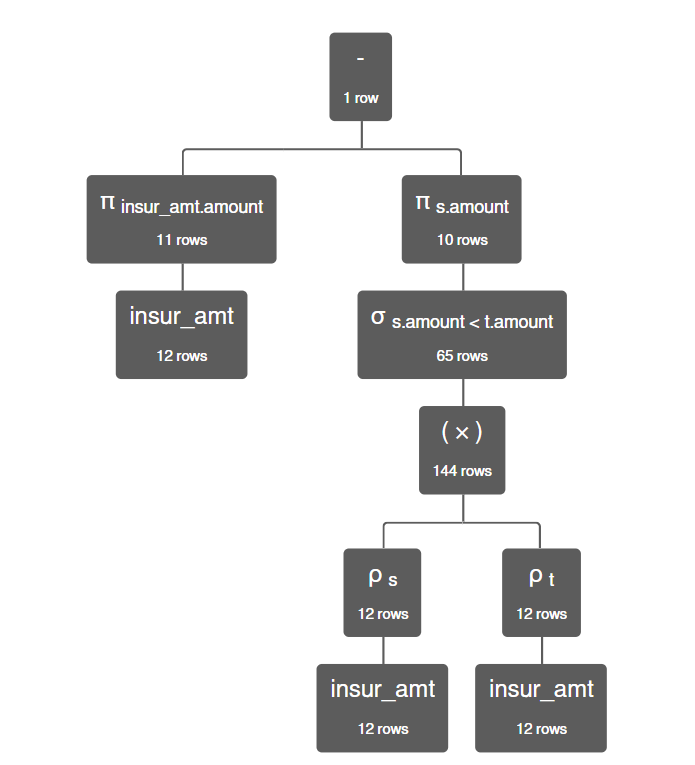 -
1 row
π insur_amt.amount
11 rows
π s.amount
10 rows
insur_amt
12 rows
σ s.amount < t.amount
65 rows
( × )
144 rows
ρ s
12 rows
ρ t
12 rows
insur_amt
12 rows
insur_amt
12 rows